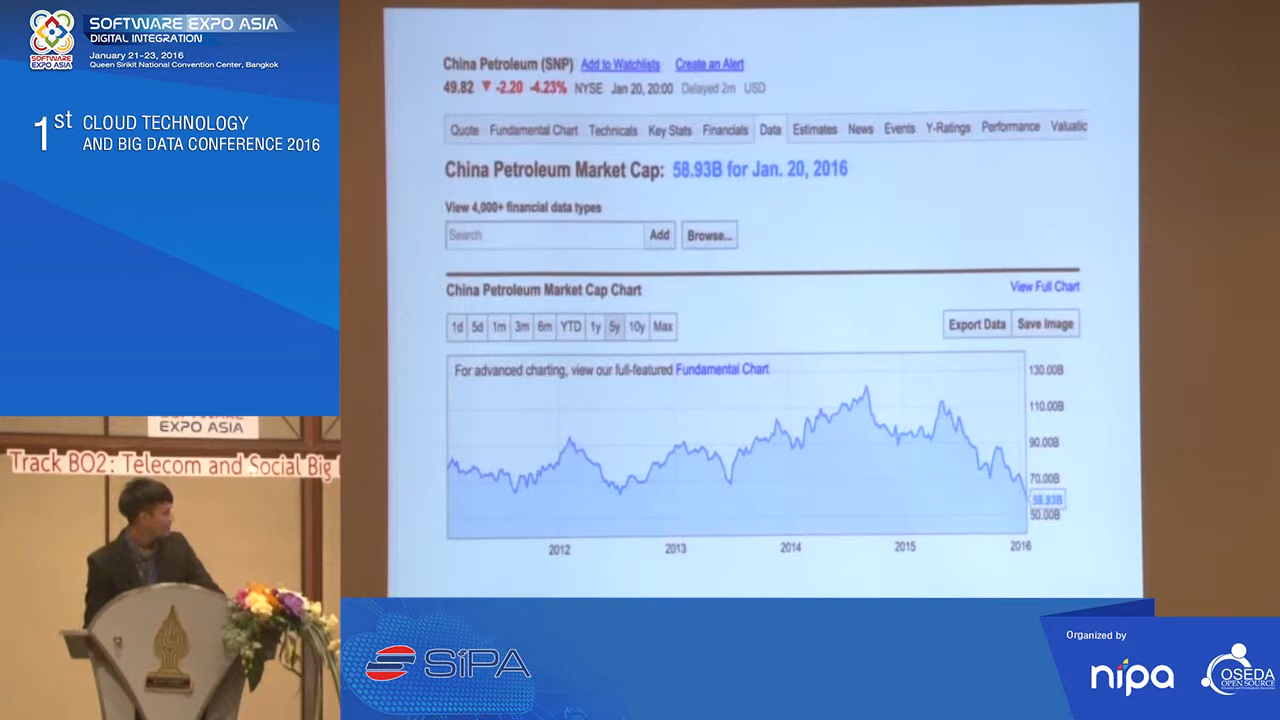 SOFTWARE EXPO ASIA
DIGITAL INTEGRATION
January 21-23, 2016
Queen Sirikit National Convention Center, Bangkok
SOFTWARE
EXPO ASIA
1st CLOUD TECHNOLOGY
AND BIG DATA CONFERENCE 2016
SOFTWARE
EXPO ASIA
Track BO2: Telecom and Social Big
China Petroleum (SNP) Add to Watchlists Create an Alert
49.82 ▼ -2.20 -4.23% NYSE Jan 20, 20:00 Delayed 2m USD
Quote Fundamental Chart Technicals Key Stats Financials Data Estimates News Events Y-Ratings Performance Valuatic
China Petroleum Market Cap: 58.93B for Jan. 20, 2016
View 4,000+ financial data types
Search Add Browse...
China Petroleum Market Cap Chart View Full Chart
1d 5d 1m 3m 6m YTD 1y 5y 10y Max Export Data Save Image
For advanced charting, view our full-featured Fundamental Chart
130.00B
110.00B
90.00B
70.00B
58.93B
50.00B
2012 2013 2014 2015 2016
SiPA
Organized by
nipa
OSEDA
OPEN SOURCE